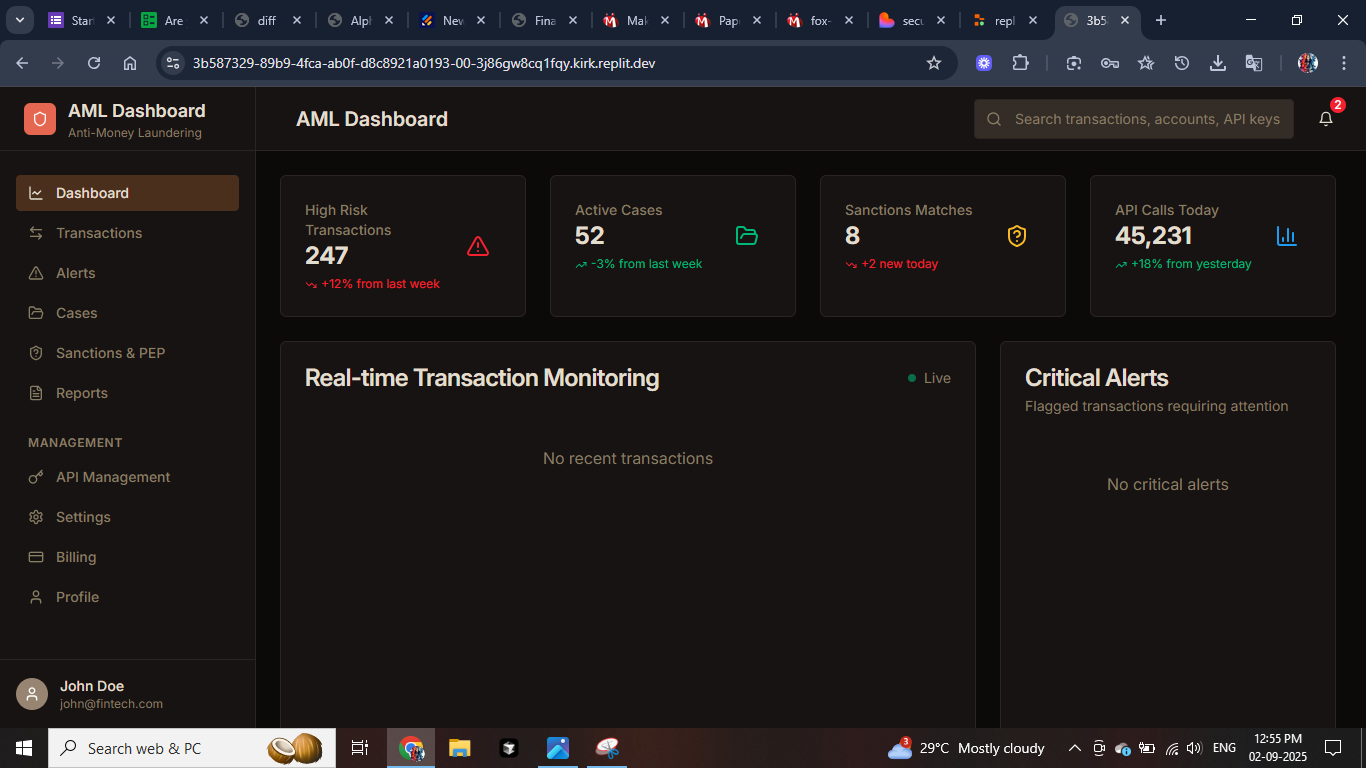 Start
Are
diff
Alph
New
Fina
Mak
Pap
fox-
secu
repl
3b5
3b587329-89b9-4fca-ab0f-d8c8921a0193-00-3j86gw8cq1fqy.kirk.replit.dev
AML Dashboard
Anti-Money Laundering
AML Dashboard
Search transactions, accounts, API keys
2
Dashboard
Transactions
Alerts
Cases
Sanctions & PEP
Reports
MANAGEMENT
API Management
Settings
Billing
Profile
John Doe
john@fintech.com
High Risk
Transactions
247
+12% from last week
Active Cases
52
-3% from last week
Sanctions Matches
8
+2 new today
API Calls Today
45,231
+18% from yesterday
Real-time Transaction Monitoring
Live
No recent transactions
Critical Alerts
Flagged transactions requiring attention
No critical alerts
Search web & PC
3
29°C Mostly cloudy
ENG
12:55 PM
02-09-2025